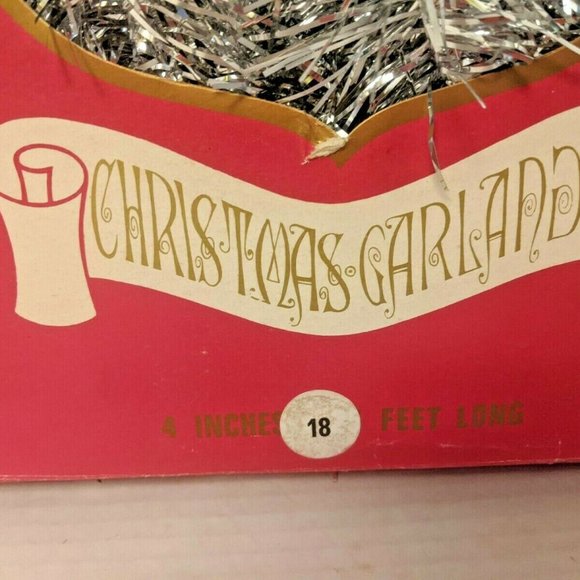 CHRISTMAS·GARLAND
4 INCHES 18 FEET LONG